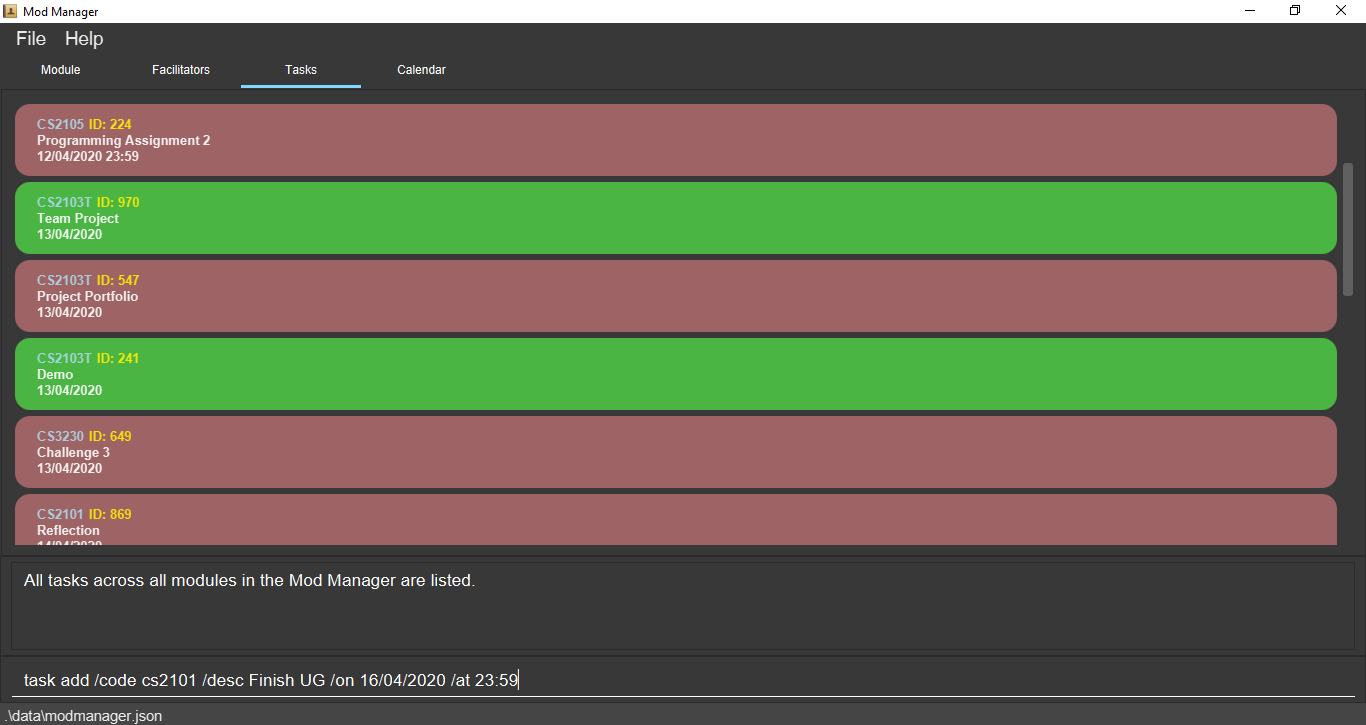 Mod Manager
File Help
Module Facilitators Tasks Calendar
CS2105 ID: 224
Programming Assignment 2
12/04/2020 23:59
CS2103T ID: 970
Team Project
13/04/2020
CS2103T ID: 547
Project Portfolio
13/04/2020
CS2103T ID: 241
Demo
13/04/2020
CS3230 ID: 649
Challenge 3
13/04/2020
CS2101 ID: 869
Reflection
14/04/2020
All tasks across all modules in the Mod Manager are listed.
task add /code cs2101 /desc Finish UG /on 16/04/2020 /at 23:59
.\data\modmanager.json